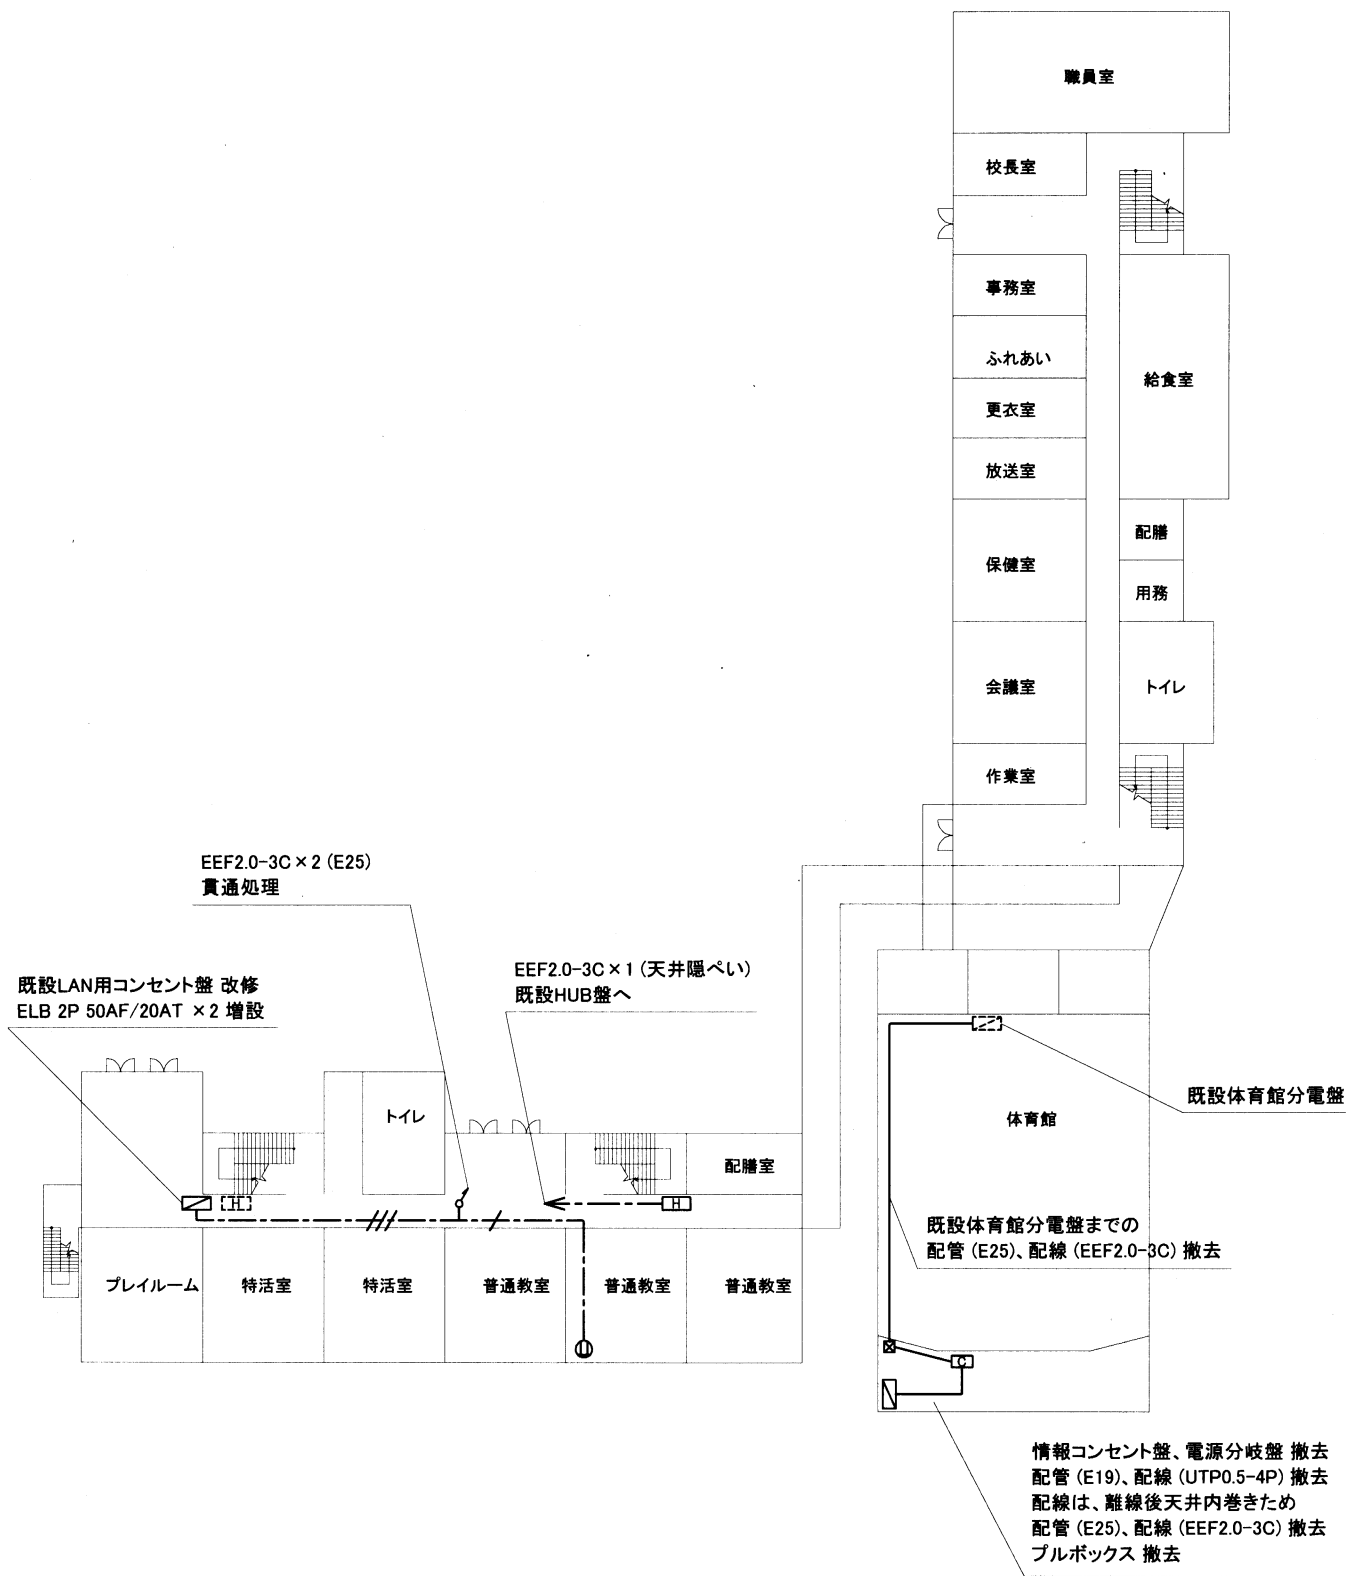 職員室
校長室
事務室
ふれあい
給食室
更衣室
放送室
配膳
保健室
用務
会議室
トイレ
作業室
EEF2.0-3C×2 (E25)
貫通処理
EEF2.0-3C×1 (天井隠ぺい)
既設HUB盤へ
既設LAN用コンセント盤 改修
ELB 2P 50AF/20AT ×2 増設
既設体育館分電盤
トイレ
体育館
配膳室
H
H
既設体育館分電盤までの
配管 (E25)、配線 (EEF2.0-3C) 撤去
プレイルーム
特活室
特活室
普通教室
普通教室
普通教室
C
情報コンセント盤、電源分岐盤 撤去
配管 (E19)、配線 (UTP0.5-4P) 撤去
配線は、離線後天井内巻きため
配管 (E25)、配線 (EEF2.0-3C) 撤去
プルボックス 撤去